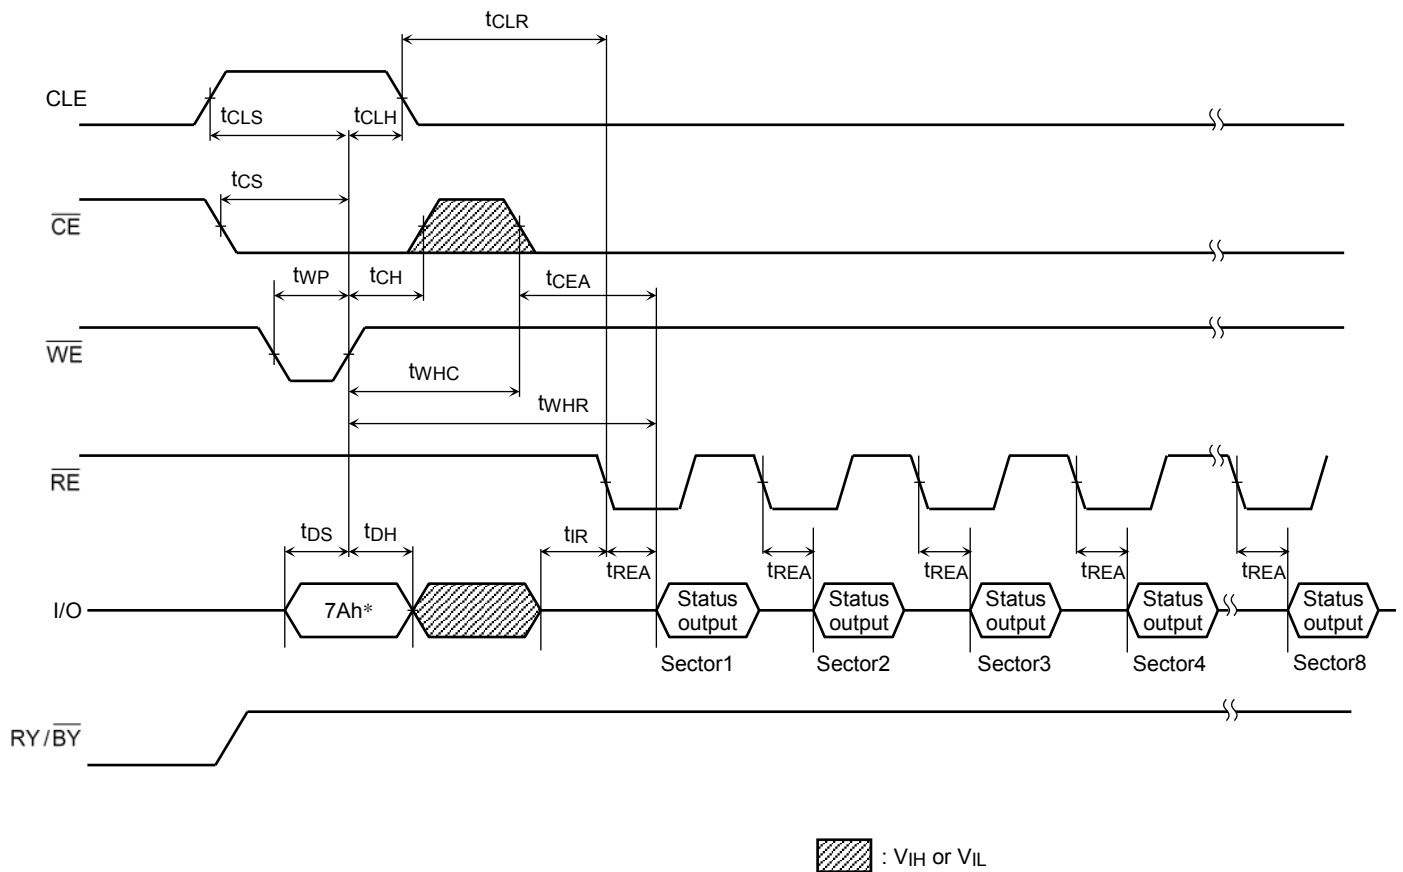 tCLR
CLE
tCLS
tCLH
tCS
CE
tWP
tCH
tCEA
WE
tWHC
tWHR
RE
tDS
tDH
tIR
tREA
tREA
tREA
tREA
tREA
I/O
7Ah*
Status output
Status output
Status output
Status output
Status output
Sector1
Sector2
Sector3
Sector4
Sector8
RY/BY
: VIH or VIL